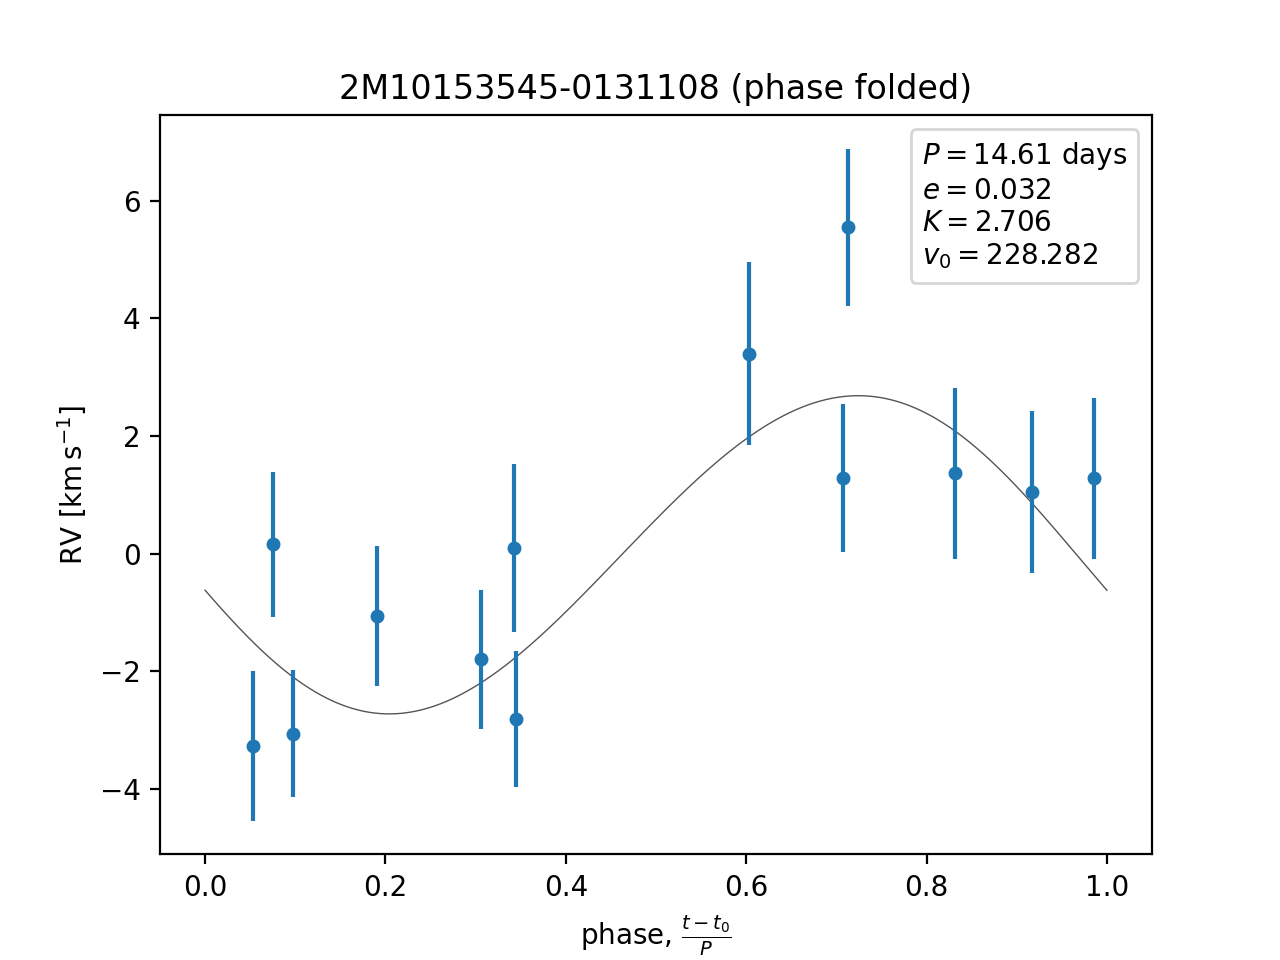 2M10153545-0131108 (phase folded)
P = 14.61 days
e = 0.032
K = 2.706
v₀ = 228.282
RV [km s⁻¹]
6
4
2
0
−2
−4
0.0 0.2 0.4 0.6 0.8 1.0
phase, (t − t₀)/P